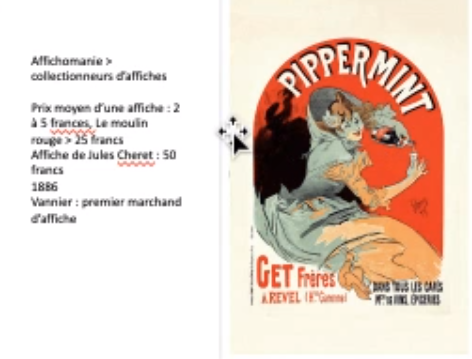 Affichomanie >
collectionneurs d'affiches
Prix moyen d'une affiche : 2
à 5 frances, Le moulin
rouge > 25 francs
Affiche de Jules Cheret : 50
francs
1886
Vannier : premier marchand
d'affiche
PIPPERMINT
GET Frères
A REVEL (Hte Garonne)
DANS TOUS LES CAFÉS
Mds DE VINS, EPICERIES